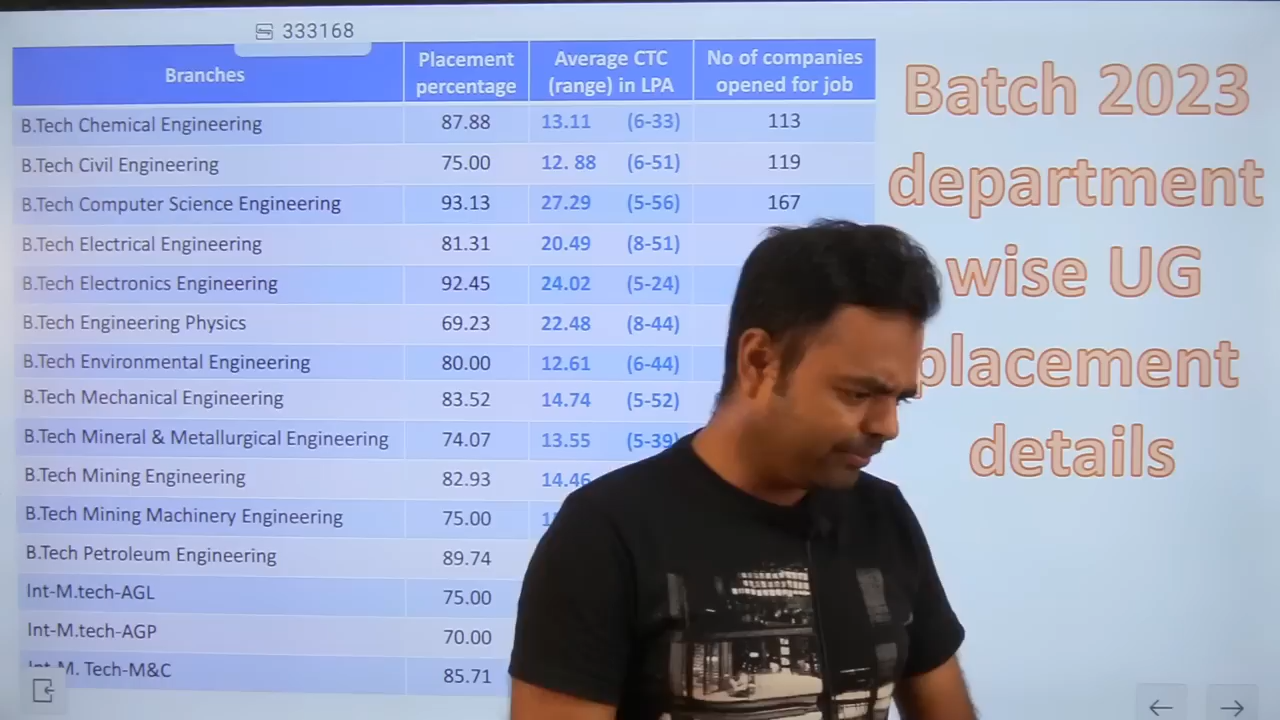 333168
Branches Placement percentage Average CTC (range) in LPA No of companies opened for job
B.Tech Chemical Engineering 87.88 13.11 (6-33) 113
B.Tech Civil Engineering 75.00 12. 88 (6-51) 119
B.Tech Computer Science Engineering 93.13 27.29 (5-56) 167
B.Tech Electrical Engineering 81.31 20.49 (8-51)
B.Tech Electronics Engineering 92.45 24.02 (5-24)
B.Tech Engineering Physics 69.23 22.48 (8-44)
B.Tech Environmental Engineering 80.00 12.61 (6-44)
B.Tech Mechanical Engineering 83.52 14.74 (5-52)
B.Tech Mineral & Metallurgical Engineering 74.07 13.55 (5-39)
B.Tech Mining Engineering 82.93 14.46
B.Tech Mining Machinery Engineering 75.00
B.Tech Petroleum Engineering 89.74
Int-M.tech-AGL 75.00
Int-M.tech-AGP 70.00
M. Tech-M&C 85.71
Batch 2023
department
wise UG
placement
details